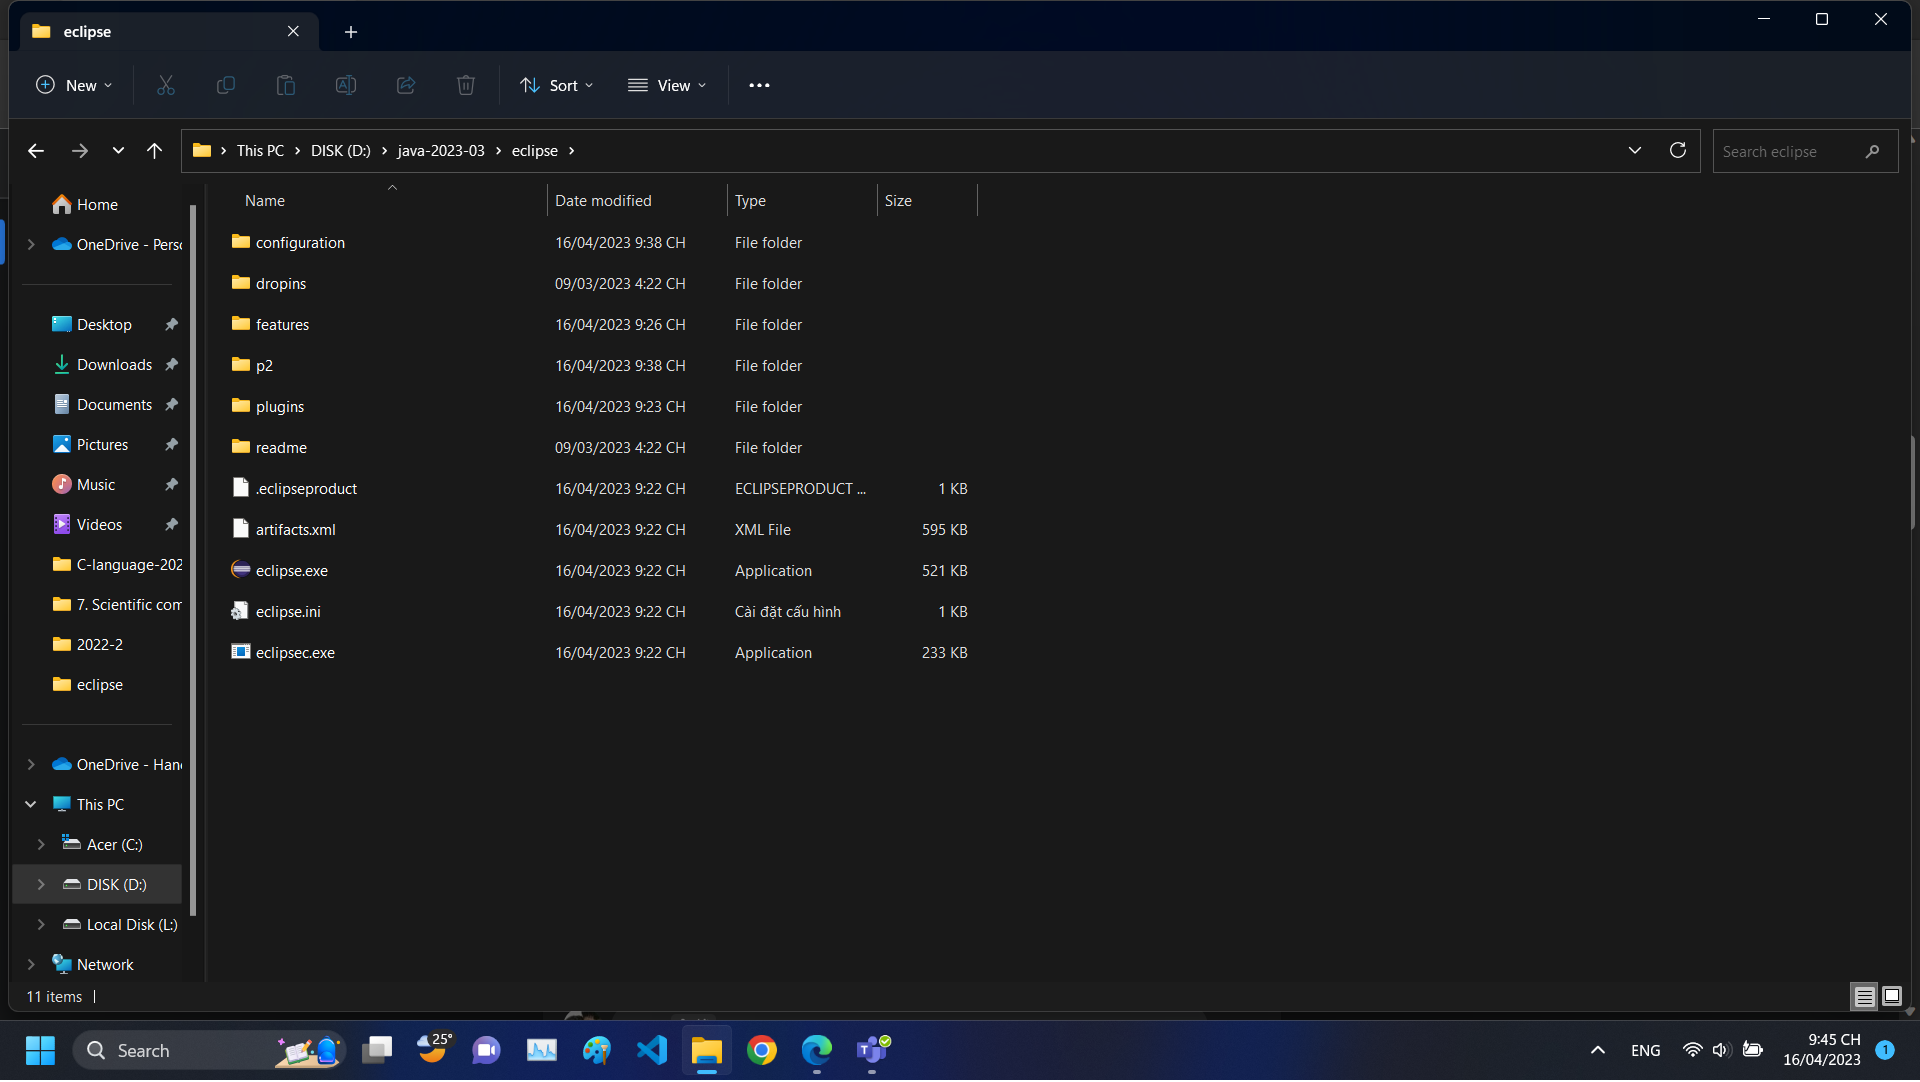 eclipse
New
Sort
View
This PC
DISK (D:)
java-2023-03
eclipse
Search eclipse
Name
Date modified
Type
Size
Home
OneDrive - Perso
Desktop
Downloads
Documents
Pictures
Music
Videos
C-language-202
7. Scientific com
2022-2
eclipse
OneDrive - Hano
This PC
Acer (C:)
DISK (D:)
Local Disk (L:)
Network
configuration 16/04/2023 9:38 CH File folder
dropins 09/03/2023 4:22 CH File folder
features 16/04/2023 9:26 CH File folder
p2 16/04/2023 9:38 CH File folder
plugins 16/04/2023 9:23 CH File folder
readme 09/03/2023 4:22 CH File folder
.eclipseproduct 16/04/2023 9:22 CH ECLIPSEPRODUCT ... 1 KB
artifacts.xml 16/04/2023 9:22 CH XML File 595 KB
eclipse.exe 16/04/2023 9:22 CH Application 521 KB
eclipse.ini 16/04/2023 9:22 CH Cài đặt cấu hình 1 KB
eclipsec.exe 16/04/2023 9:22 CH Application 233 KB
11 items
Search
25°
ENG
9:45 CH
16/04/2023
1